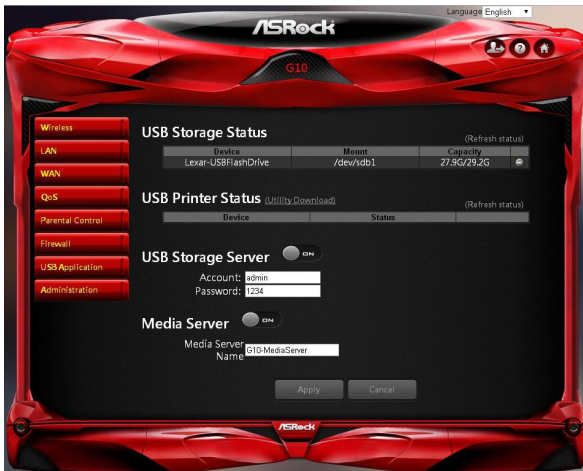 Language English
ASRock
G10
Wireless
LAN
WAN
QoS
Parental Control
Firewall
USB Application
Administration
USB Storage Status
(Refresh status)
Device Mount Capacity
Lexar-USBFlashDrive /dev/sdb1 27.9G/29.2G
USB Printer Status (Utility Download)
(Refresh status)
Device Status
USB Storage Server ON
Account: admin
Password: 1234
Media Server ON
Media Server
Name G10-MediaServer
Apply Cancel
ASRock